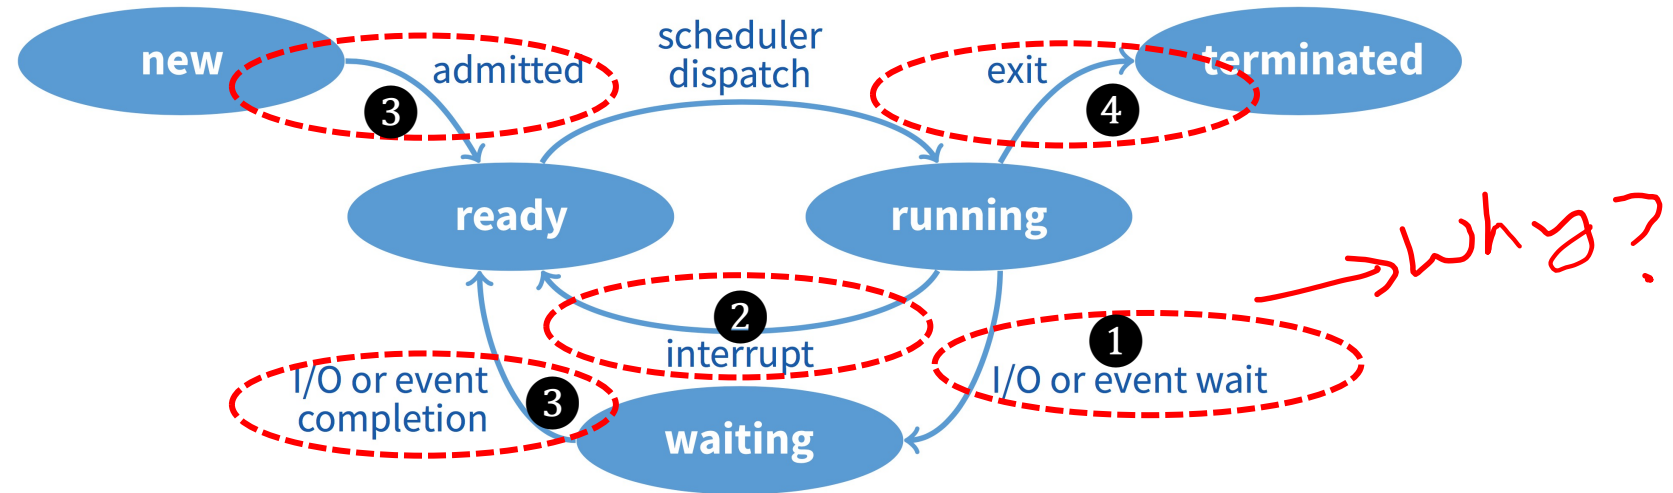 new
admitted
3
scheduler
dispatch
exit
4
terminated
ready
running
Why?
2
interrupt
1
I/O or event wait
I/O or event
completion
3
waiting